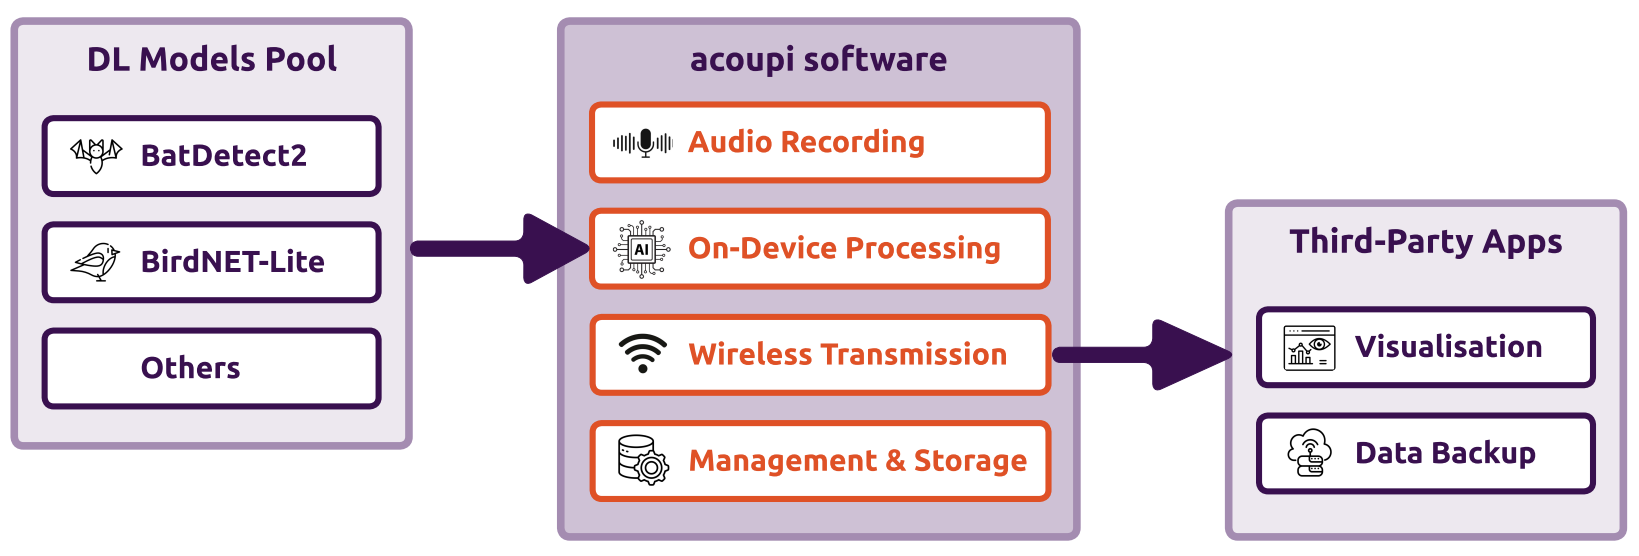 DL Models Pool
BatDetect2
BirdNET-Lite
Others
acoupi software
Audio Recording
AI
On-Device Processing
Wireless Transmission
Management & Storage
Third-Party Apps
Visualisation
Data Backup